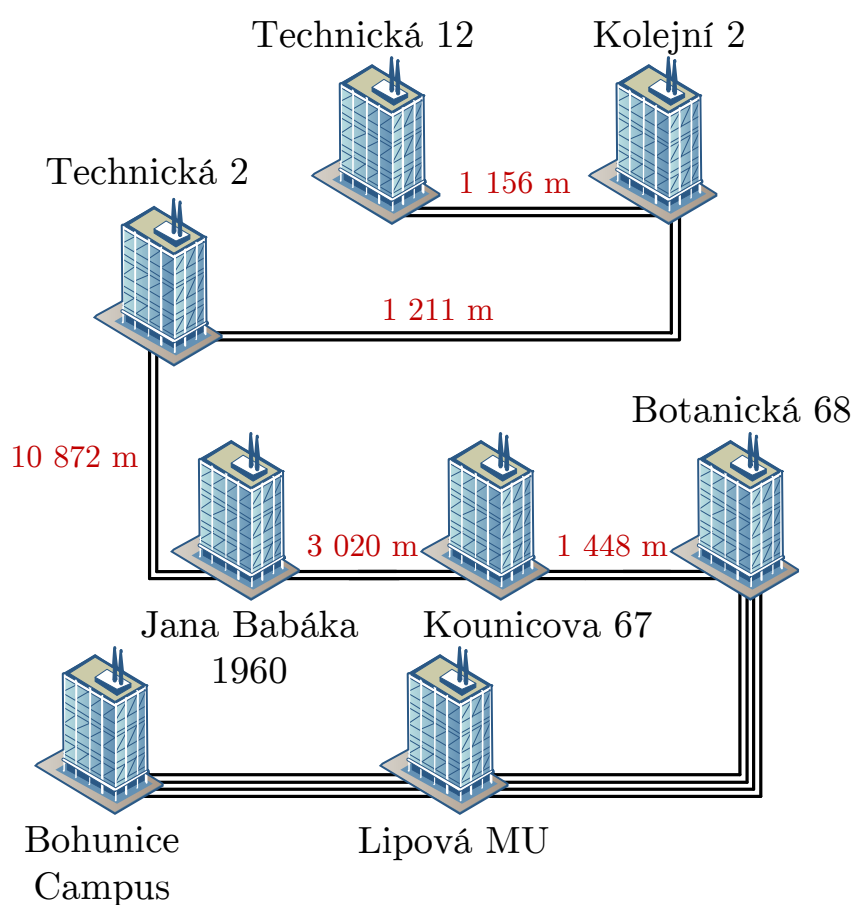 Technická 12
Kolejní 2
1 156 m
Technická 2
1 211 m
Botanická 68
10 872 m
3 020 m
1 448 m
Jana Babáka
1960
Kounicova 67
Bohunice
Campus
Lipová MU